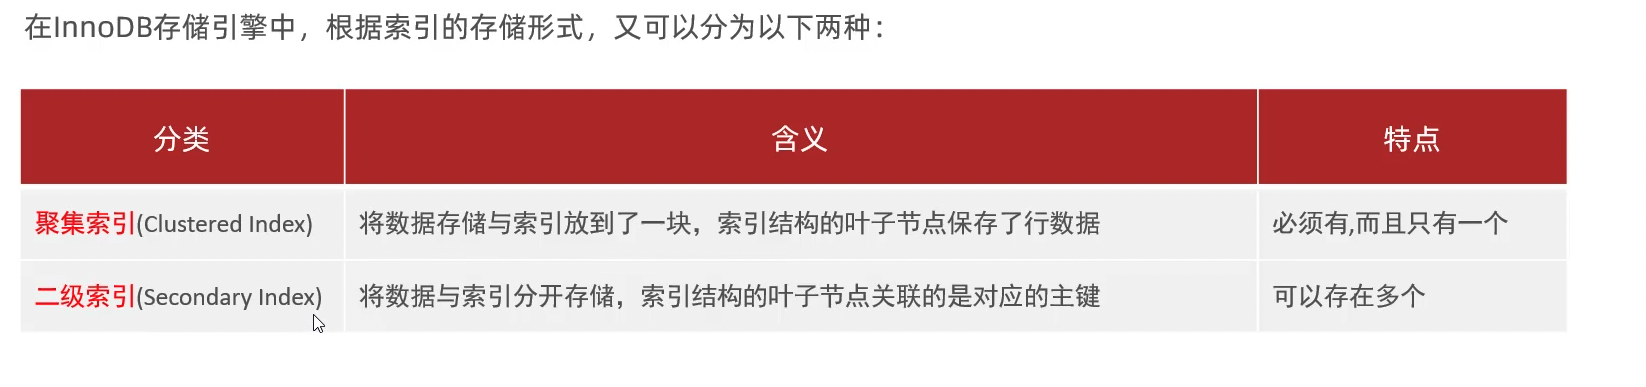 在InnoDB存储引擎中，根据索引的存储形式，又可以分为以下两种：
分类 含义 特点
聚集索引(Clustered Index) 将数据存储与索引放到了一块，索引结构的叶子节点保存了行数据 必须有,而且只有一个
二级索引(Secondary Index) 将数据与索引分开存储，索引结构的叶子节点关联的是对应的主键 可以存在多个